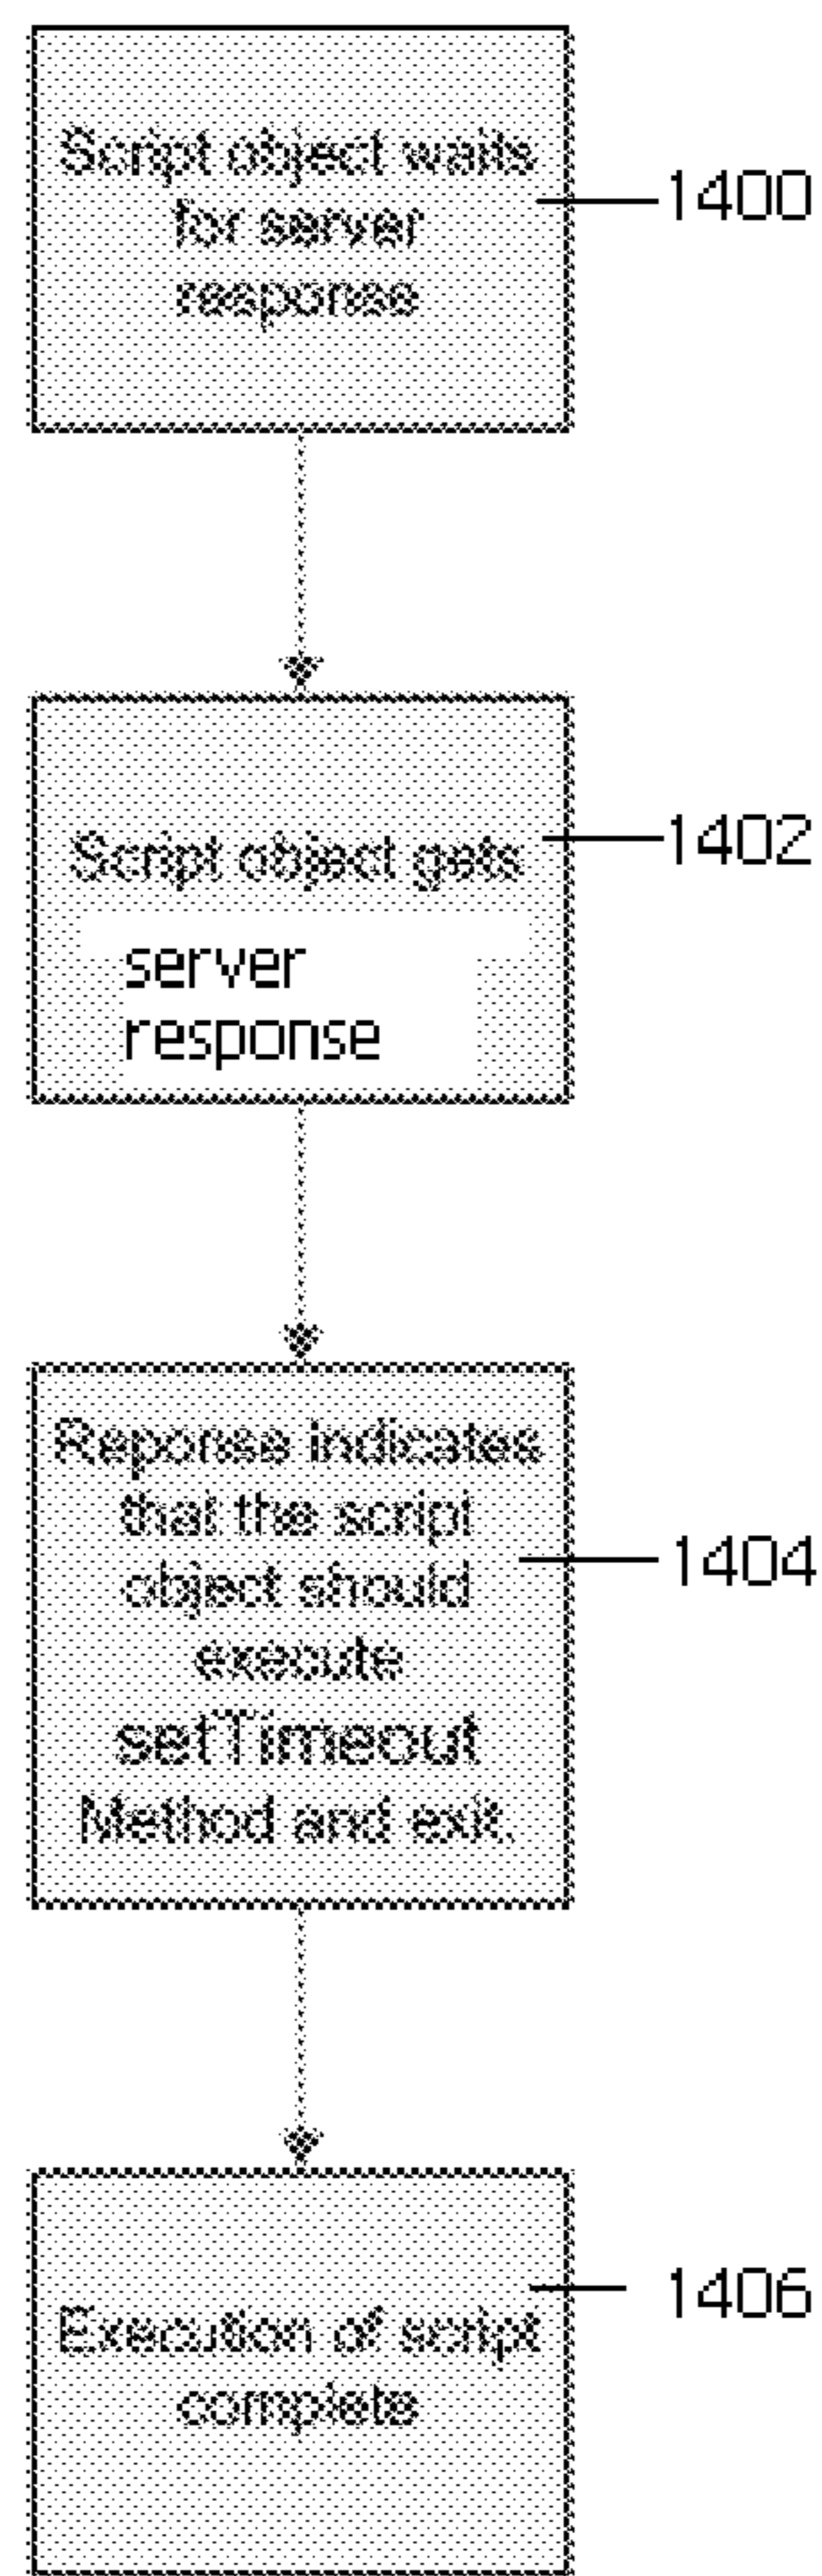 Script object waits
for server
response
1400
Script object gets
server
response
1402
Reponse indicates
that the script
object should
execute
setTimeout
Method and exit.
1404
Execution of script
complete
1406